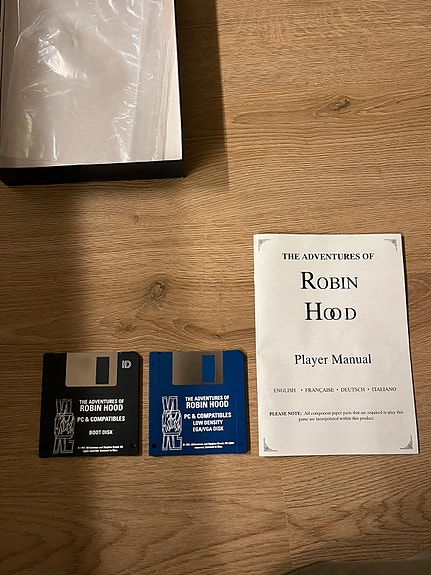 THE ADVENTURES OF
ROBIN
HOOD
Player Manual
ENGLISH • FRANÇAISE • DEUTSCH • ITALIANO
PLEASE NOTE: All component paper parts that are required to play this
game are incorporated within this product.
HD
THE ADVENTURES OF
ROBIN HOOD
PC & COMPATIBLES
BOOT DISK
THE ADVENTURES OF
ROBIN HOOD
PC & COMPATIBLES
LOW DENSITY
EGA/VGA DISK